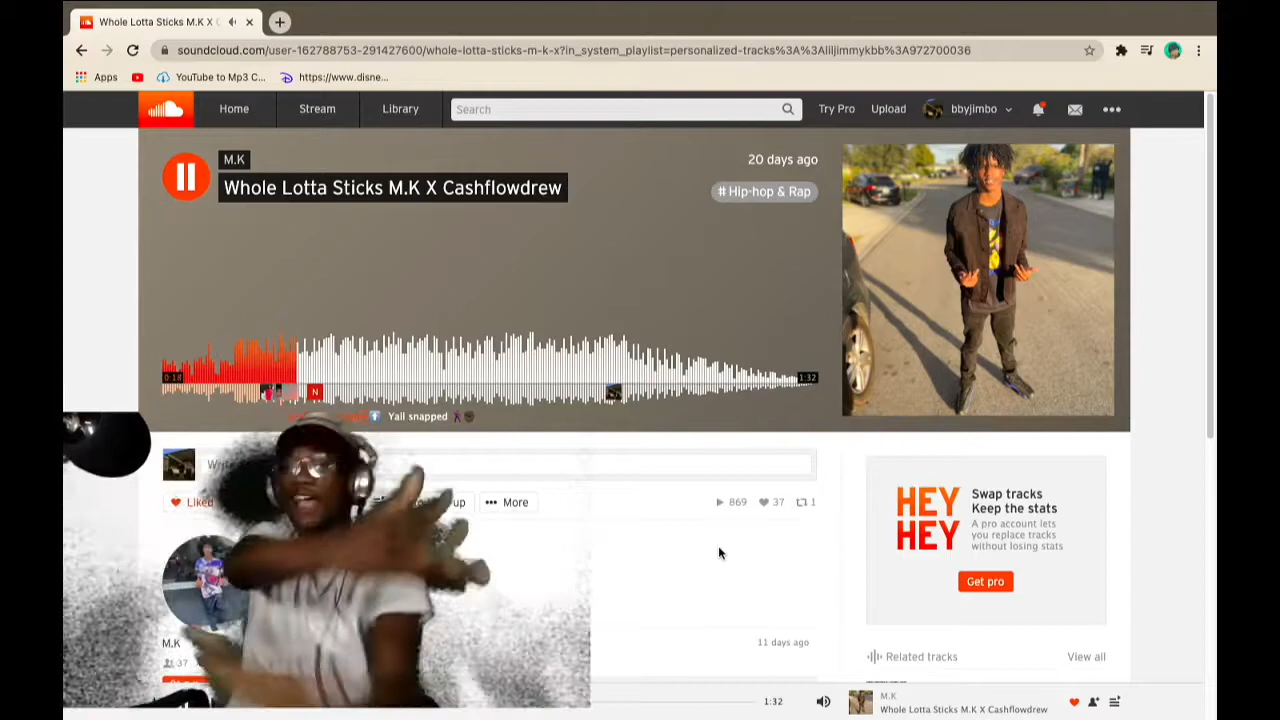 Whole Lotta Sticks M.K X C
soundcloud.com/user-162788753-291427600/whole-lotta-sticks-m-k-x?in_system_playlist=personalized-tracks%3A%3Aliljimmykbb%3A972700036
Apps YouTube to Mp3 C... https://www.disne...
Home Stream Library Search Try Pro Upload bbyjimbo
M.K 20 days ago
Whole Lotta Sticks M.K X Cashflowdrew # Hip-hop & Rap
0:18 1:32
N
Yall snapped
Liked up More 869 37 1
HEY HEY
Swap tracks
Keep the stats
A pro account lets
you replace tracks
without losing stats
Get pro
M.K 11 days ago
37
Related tracks View all
1:32
M.K
Whole Lotta Sticks M.K X Cashflowdrew